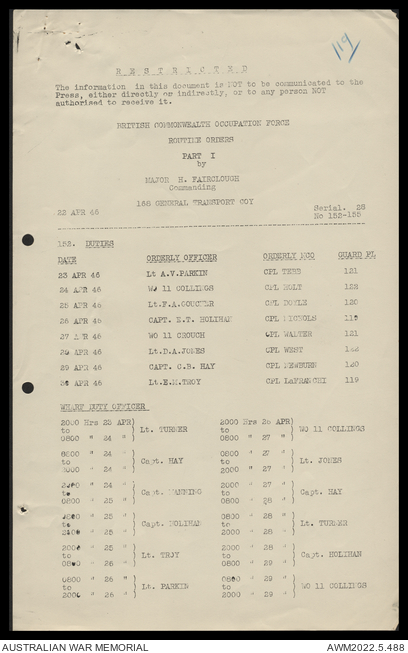 119
R E S T R I C T E D
The information in this document is NOT to be communicated to the
Press, either directly or indirectly, or to any person NOT
authorised to receive it.
BRITISH COMMONWEALTH OCCUPATION FORCE
ROUTINE ORDERS
PART I
by
MAJOR H. FAIRCLOUGH
Commanding
168 GENERAL TRANSPORT COY
22 APR 46
Serial. 28
No 152-155
152. DUTIES
DATE ORDERLY OFFICER ORDERLY NCO GUARD PL
23 APR 46 Lt A.V.PARKIN CPL TEBS 121
24 APR 46 WO 11 COLLINGS CPL HOLT 122
25 APR 46 Lt.F.A.GOUCHER CPL DOYLE 120
26 APR 46 CAPT. E.T. HOLIHAN CPL NICHOLS 119
27 APR 46 WO 11 CROUCH CPL WALTER 121
28 APR 46 Lt.D.A.JONES CPL WEST 122
29 APR 46 CAPT. C.B. HAY CPL NEWBURN 120
APR 46 Lt.E.M.TROY CPL LaFRANCHI 119
WHARF DUTY OFFICER
2000 Hrs 23 APR) 2000 Hrs 26 APR)
to Lt. TURNER to WO 11 COLLINGS
0800 " 24 " 0800 " 27 "
0800 " 24 " 0800 " 27 "
to Capt. HAY to Lt. JONES
2000 " 24 " 2000 " 27 "
2000 " 24 " 2000 " 27 "
to Capt. MANNING to Capt. HAY
0800 " 25 " 0800 " 28 "
0800 " 25 " 0800 " 28 "
to Capt. HOLIHAN to Lt. TURNER
2000 " 25 " 2000 " 28 "
2000 " 25 " 2000 " 28 "
to Lt. TROY to Capt. HOLIHAN
0800 " 26 " 0800 " 29 "
0800 " 26 " 0800 " 29 "
to Lt. PARKIN to WO 11 COLLINGS
2000 " 26 " 2000 " 29 "
AUSTRALIAN WAR MEMORIAL AWM2022.5.488